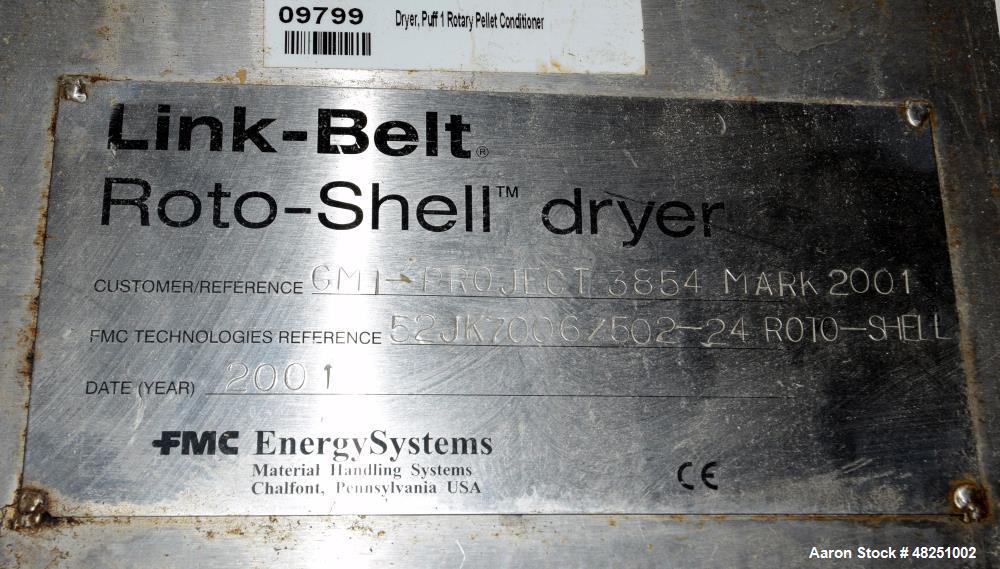 09799 Dryer, Puff 1 Rotary Pellet Conditioner
Link-Belt®
Roto-Shell™ dryer
CUSTOMER/REFERENCE GMI-PROJECT 3854 MARK 2001
FMC TECHNOLOGIES REFERENCE 52JK7006/502-24 ROTO-SHELL
DATE (YEAR) 2001
FMC EnergySystems
Material Handling Systems
Chalfont, Pennsylvania USA
CE
Aaron Stock # 48251002